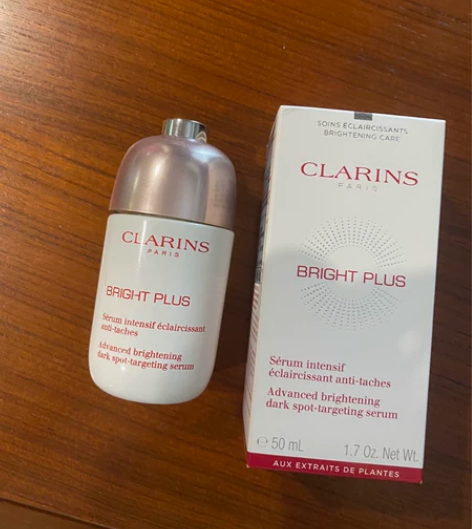 CLARINS
PARIS
BRIGHT PLUS
Sérum intensif éclaircissant
anti-taches
Advanced brightening
dark spot-targeting serum
SOINS ÉCLAIRCISSANTS
BRIGHTENING CARE
CLARINS
PARIS
BRIGHT PLUS
Sérum intensif
éclaircissant anti-taches
Advanced brightening
dark spot-targeting serum
℮ 50 mL 1.7 Oz. Net Wt.
AUX EXTRAITS DE PLANTES